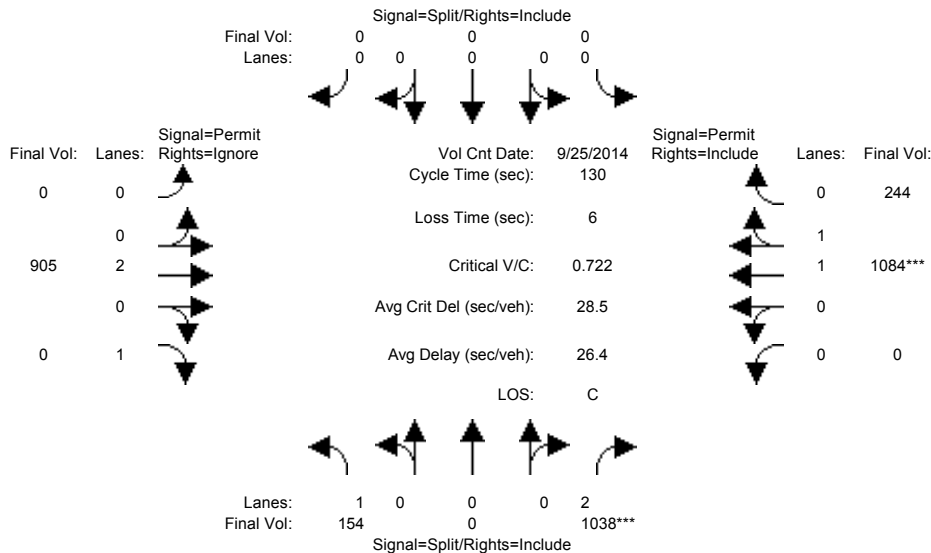 Signal=Split/Rights=Include
Final Vol: 0 0 0
Lanes: 0 0 0 0 0
Signal=Permit Signal=Permit
Final Vol: Lanes: Rights=Ignore Vol Cnt Date: 9/25/2014 Rights=Include Lanes: Final Vol:
Cycle Time (sec): 130
0 0 0 244
Loss Time (sec): 6
0 1
905 2 Critical V/C: 0.722 1 1084***
0 Avg Crit Del (sec/veh): 28.5 0
0 1 Avg Delay (sec/veh): 26.4 0 0
LOS: C
Lanes: 1 0 0 0 2
Final Vol: 154 0 1038***
Signal=Split/Rights=Include